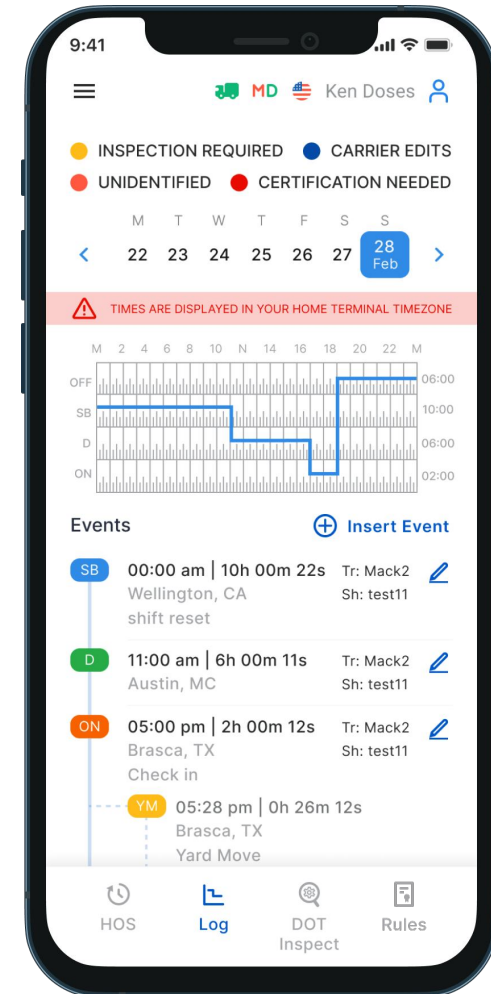 9:41
MD Ken Doses
INSPECTION REQUIRED CARRIER EDITS
UNIDENTIFIED CERTIFICATION NEEDED
M T W T F S S
22 23 24 25 26 27 28
Feb
TIMES ARE DISPLAYED IN YOUR HOME TERMINAL TIMEZONE
M 2 4 6 8 10 N 14 16 18 20 22 M
OFF 06:00
SB 10:00
D 06:00
ON 02:00
Events Insert Event
SB 00:00 am | 10h 00m 22s Tr: Mack2
Wellington, CA Sh: test11
shift reset
D 11:00 am | 6h 00m 11s Tr: Mack2
Austin, MC Sh: test11
ON 05:00 pm | 2h 00m 12s Tr: Mack2
Brasca, TX Sh: test11
Check in
YM 05:28 pm | 0h 26m 12s
Brasca, TX
Yard Move
HOS Log DOT Rules
Inspect